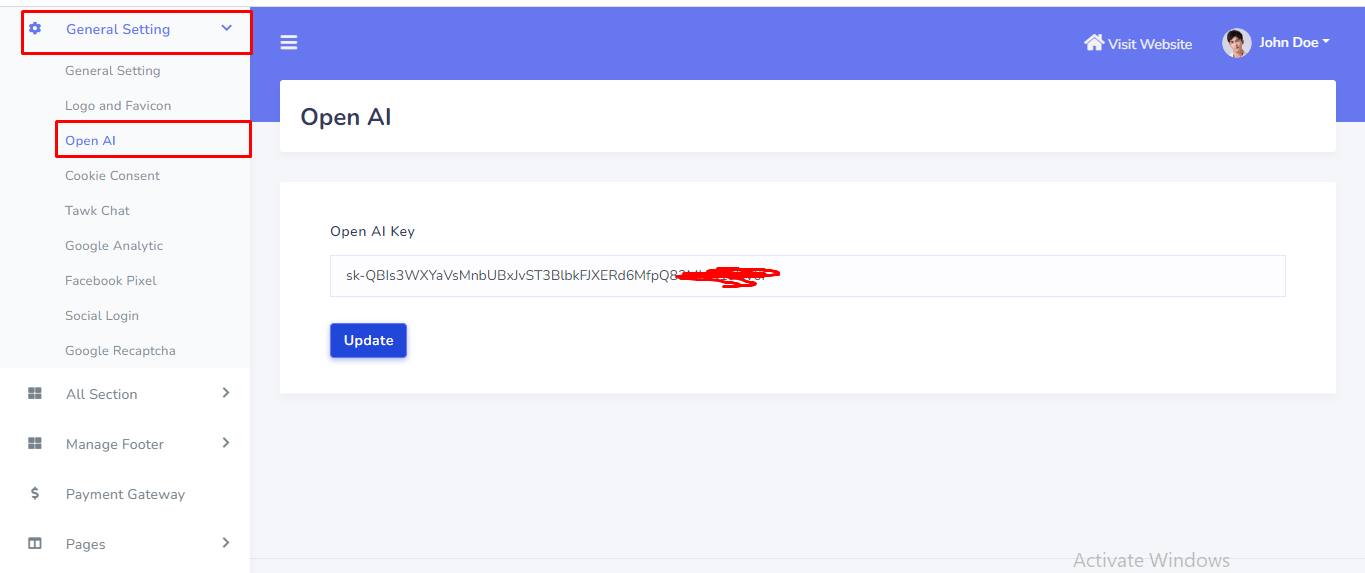 General Setting
General Setting
Logo and Favicon
Open AI
Cookie Consent
Tawk Chat
Google Analytic
Facebook Pixel
Social Login
Google Recaptcha
All Section
Manage Footer
$ Payment Gateway
Pages
Visit Website
John Doe
Open AI
Open AI Key
sk-QBIs3WXYaVsMnbUBxJvST3BlbkFJXERd6MfpQ8
Update
Activate Windows